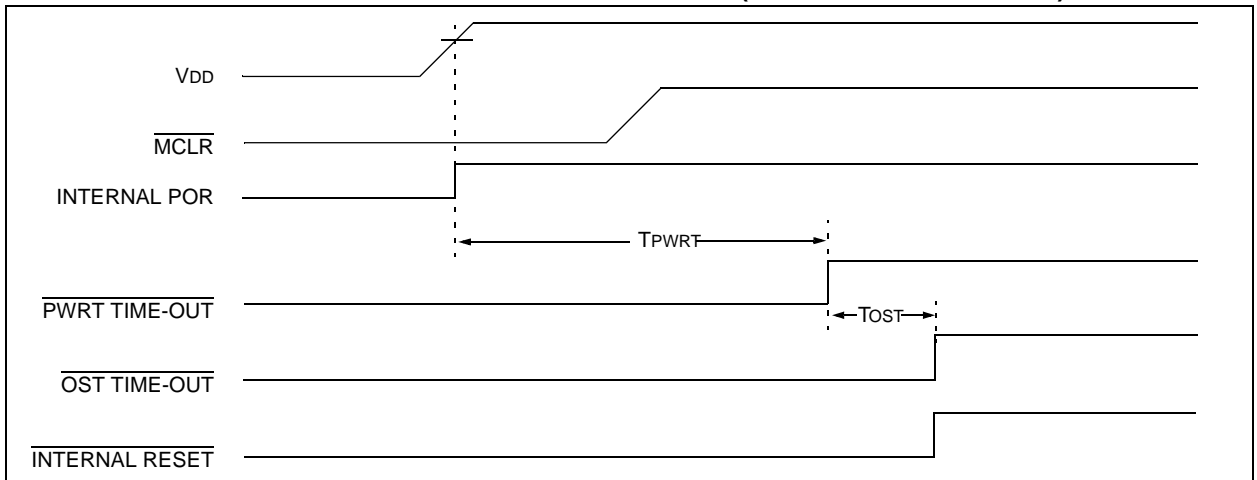 VDD
MCLR
INTERNAL POR
TPWRT
PWRT TIME-OUT
TOST
OST TIME-OUT
INTERNAL RESET